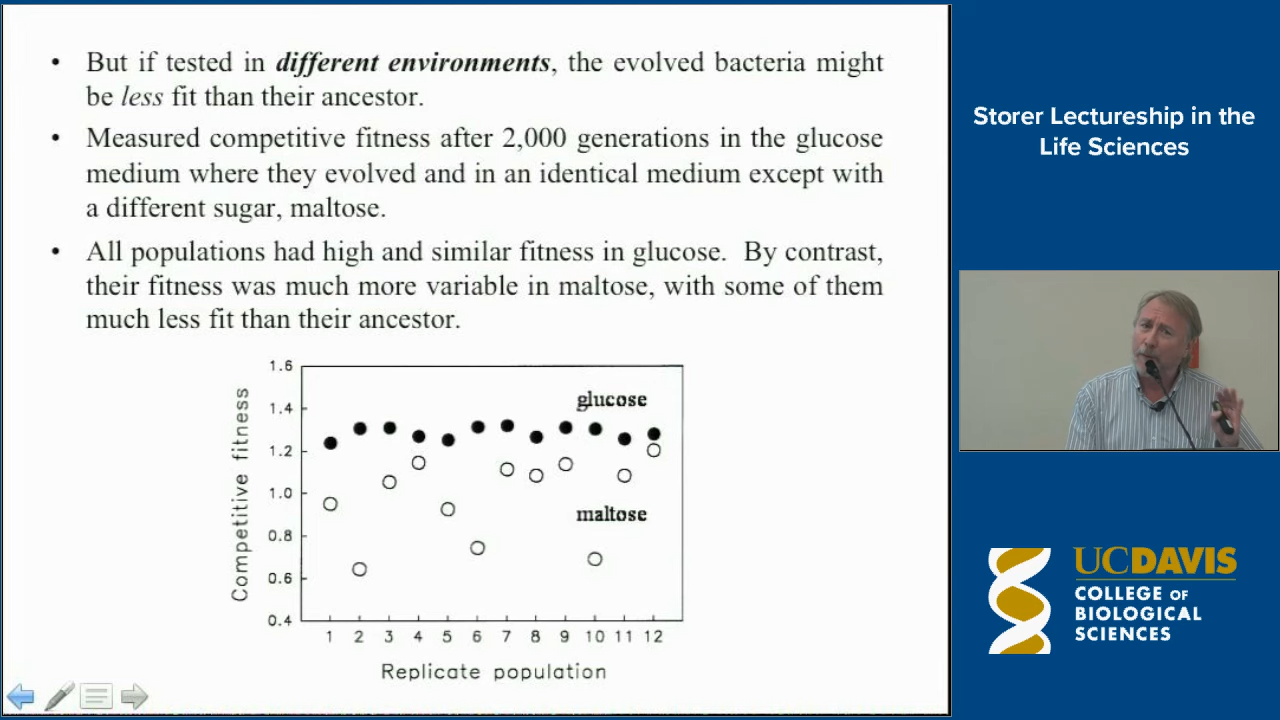 • But if tested in different environments, the evolved bacteria might
be less fit than their ancestor.
• Measured competitive fitness after 2,000 generations in the glucose
medium where they evolved and in an identical medium except with
a different sugar, maltose.
• All populations had high and similar fitness in glucose. By contrast,
their fitness was much more variable in maltose, with some of them
much less fit than their ancestor.
Competitive fitness
1.6
1.4
1.2
1.0
0.8
0.6
0.4
glucose
maltose
1 2 3 4 5 6 7 8 9 10 11 12
Replicate population
Storer Lectureship in the
Life Sciences
UCDAVIS
COLLEGE OF
BIOLOGICAL
SCIENCES